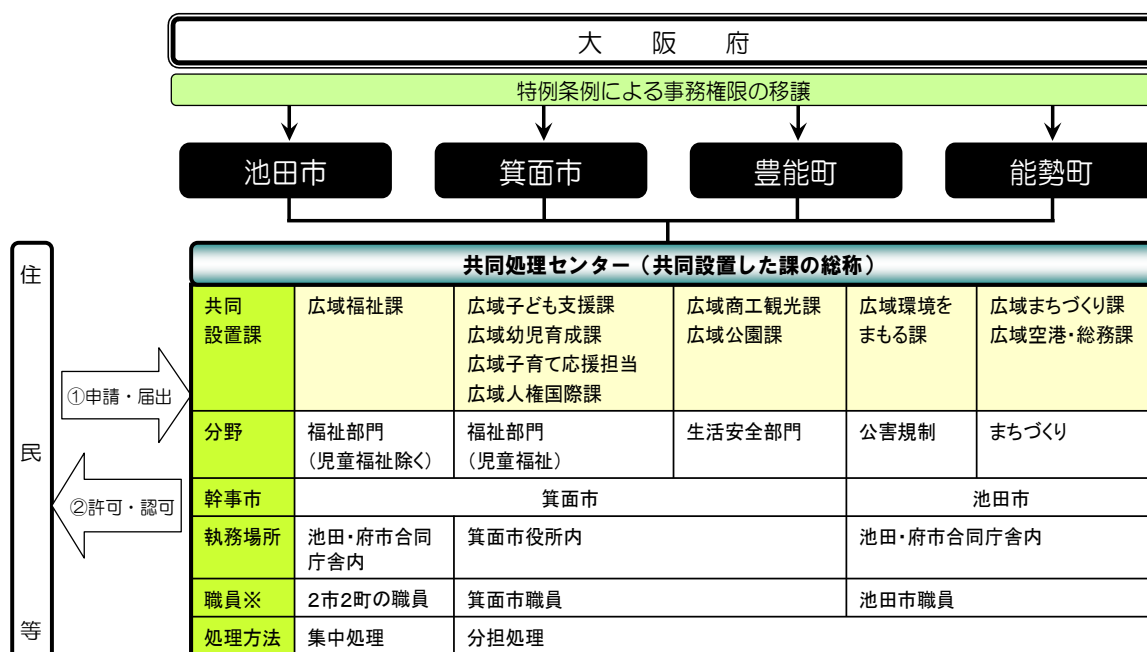 大 阪 府
特例条例による事務権限の移譲
池田市 箕面市 豊能町 能勢町
共同処理センター（共同設置した課の総称）
住民等
①申請・届出
②許可・認可
共同
設置課
広域福祉課
広域子ども支援課
広域幼児育成課
広域子育て応援担当
広域人権国際課
広域商工観光課
広域公園課
広域環境を
まもる課
広域まちづくり課
広域空港・総務課
分野
福祉部門
（児童福祉除く）
福祉部門
（児童福祉）
生活安全部門
公害規制
まちづくり
幹事市
箕面市
池田市
執務場所
池田・府市合同
庁舎内
箕面市役所内
池田・府市合同庁舎内
職員※
2市2町の職員
箕面市職員
池田市職員
処理方法
集中処理
分担処理